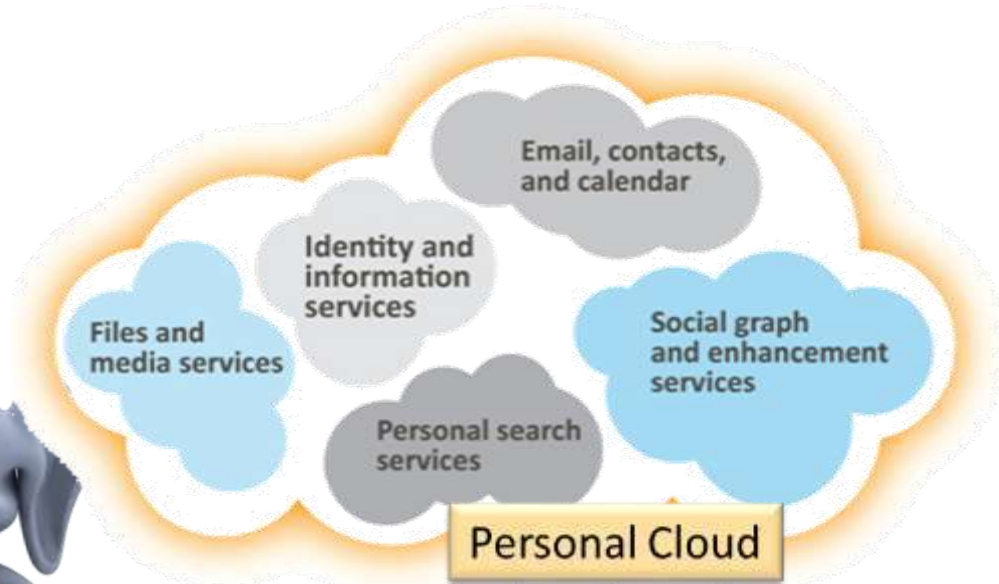 Email, contacts,
and calendar
Identity and
information
services
Files and
media services
Social graph
and enhancement
services
Personal search
services
Personal Cloud